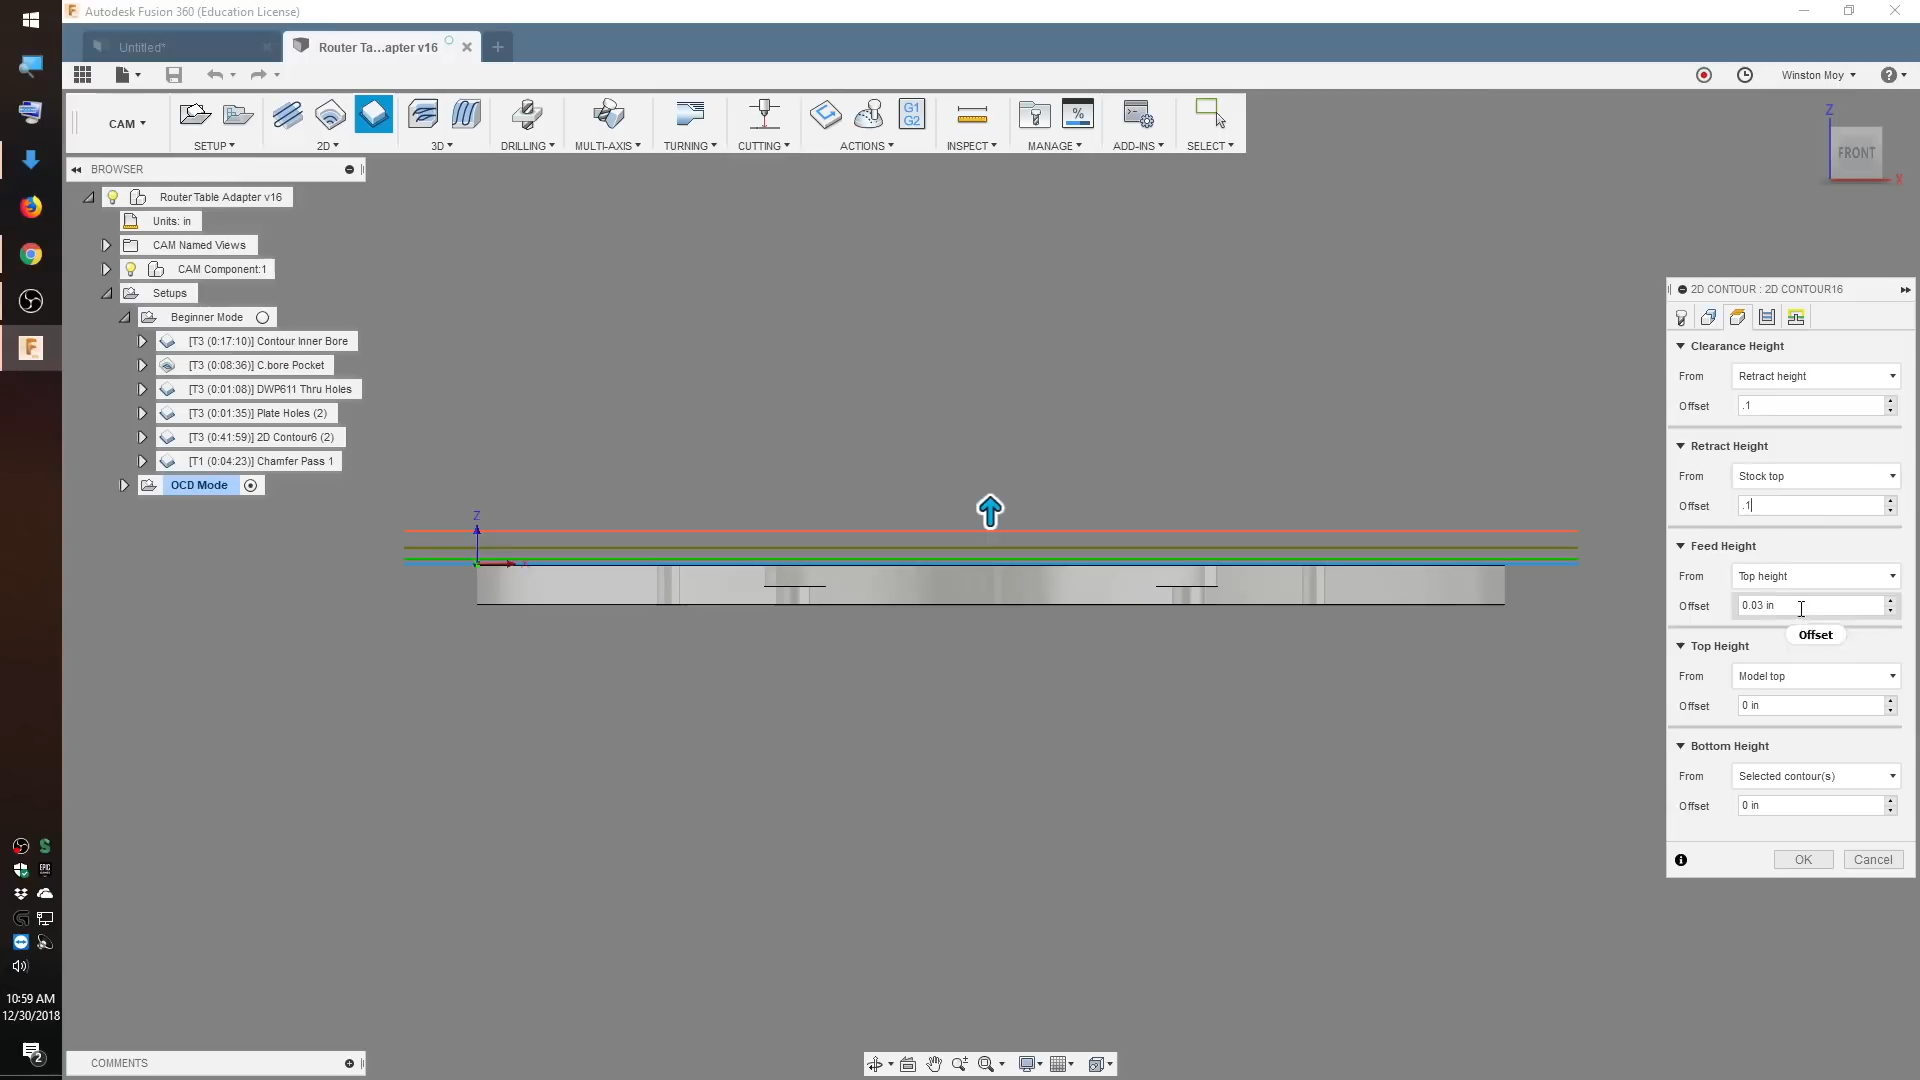 Autodesk Fusion 360 (Education License)
Untitled*
Router Ta...apter v16
Winston Moy
CAM
G1
G2
%
SETUP
2D
3D
DRILLING
MULTI-AXIS
TURNING
CUTTING
ACTIONS
INSPECT
MANAGE
ADD-INS
SELECT
Z
FRONT
X
BROWSER
Router Table Adapter v16
Units: in
CAM Named Views
CAM Component:1
Setups
Beginner Mode
[T3 (0:17:10)] Contour Inner Bore
[T3 (0:08:36)] C.bore Pocket
[T3 (0:01:08)] DWP611 Thru Holes
[T3 (0:01:35)] Plate Holes (2)
[T3 (0:41:59)] 2D Contour6 (2)
[T1 (0:04:23)] Chamfer Pass 1
OCD Mode
Z
X
2D CONTOUR : 2D CONTOUR16
Clearance Height
From Retract height
Offset .1
Retract Height
From Stock top
Offset .1
Feed Height
From Top height
Offset 0.03 in
Offset
Top Height
From Model top
Offset 0 in
Bottom Height
From Selected contour(s)
Offset 0 in
OK Cancel
EPIC
10:59 AM
12/30/2018
2
COMMENTS